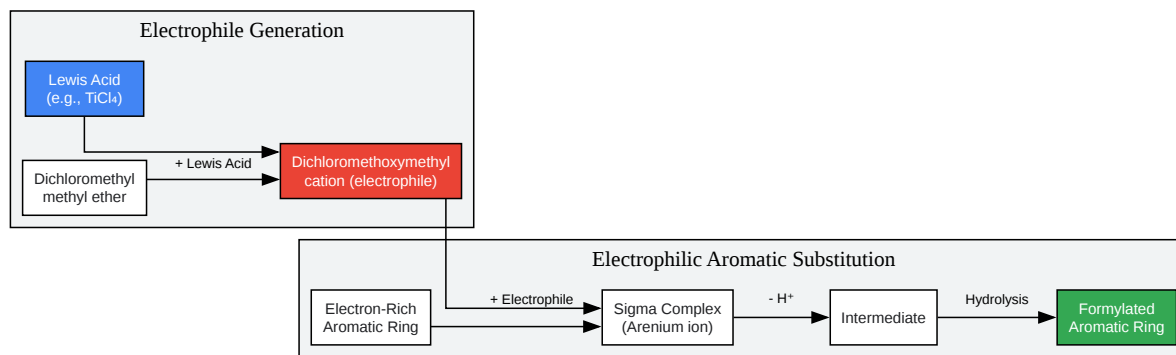 Electrophile Generation
Lewis Acid
(e.g., TiCl₄)
+ Lewis Acid
Dichloromethyl
methyl ether
Dichloromethoxymethyl
cation (electrophile)
Electrophilic Aromatic Substitution
Electron-Rich
Aromatic Ring
+ Electrophile
Sigma Complex
(Arenium ion)
- H⁺
Intermediate
Hydrolysis
Formylated
Aromatic Ring